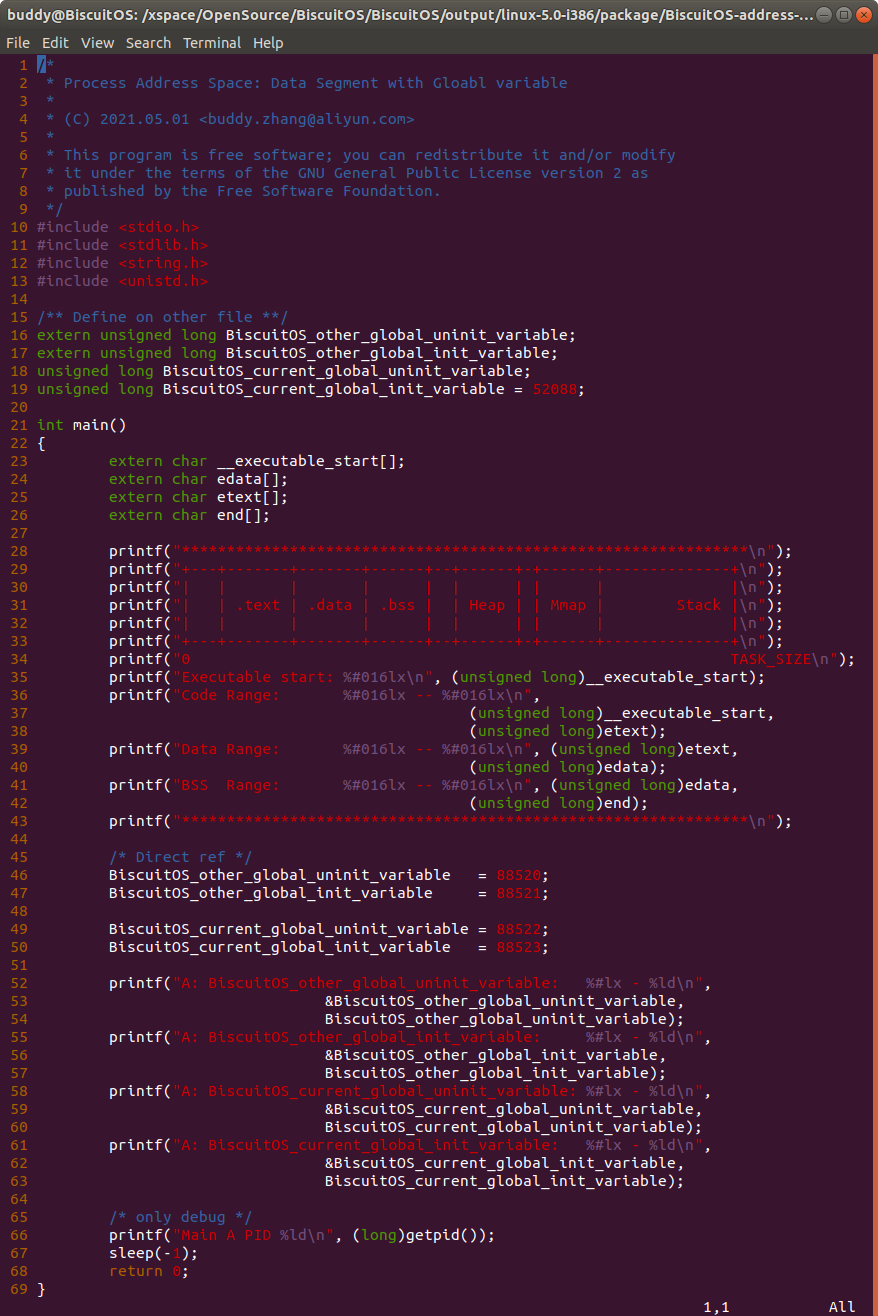 buddy@BiscuitOS: /xspace/OpenSource/BiscuitOS/BiscuitOS/output/linux-5.0-i386/package/BiscuitOS-address-...
File Edit View Search Terminal Help
1 /*
2  * Process Address Space: Data Segment with Gloabl variable
3  *
4  * (C) 2021.05.01 <buddy.zhang@aliyun.com>
5  *
6  * This program is free software; you can redistribute it and/or modify
7  * it under the terms of the GNU General Public License version 2 as
8  * published by the Free Software Foundation.
9  */
10 #include <stdio.h>
11 #include <stdlib.h>
12 #include <string.h>
13 #include <unistd.h>
14
15 /** Define on other file **/
16 extern unsigned long BiscuitOS_other_global_uninit_variable;
17 extern unsigned long BiscuitOS_other_global_init_variable;
18 unsigned long BiscuitOS_current_global_uninit_variable;
19 unsigned long BiscuitOS_current_global_init_variable = 52088;
20
21 int main()
22 {
23         extern char __executable_start[];
24         extern char edata[];
25         extern char etext[];
26         extern char end[];
27
28         printf("***************************************************************\n");
29         printf("+---+-------+-------+------+--+------+-+------+--------------+\n");
30         printf("|   |       |       |      |  |      | |      |              |\n");
31         printf("|   | .text | .data | .bss |  | Heap | | Mmap |        Stack |\n");
32         printf("|   |       |       |      |  |      | |      |              |\n");
33         printf("+---+-------+-------+------+--+------+-+------+--------------+\n");
34         printf("0                                                            TASK_SIZE\n");
35         printf("Executable start: %#016lx\n", (unsigned long)__executable_start);
36         printf("Code Range:       %#016lx -- %#016lx\n",
37                                                 (unsigned long)__executable_start,
38                                                 (unsigned long)etext);
39         printf("Data Range:       %#016lx -- %#016lx\n", (unsigned long)etext,
40                                                 (unsigned long)edata);
41         printf("BSS  Range:       %#016lx -- %#016lx\n", (unsigned long)edata,
42                                                 (unsigned long)end);
43         printf("***************************************************************\n");
44
45         /* Direct ref */
46         BiscuitOS_other_global_uninit_variable   = 88520;
47         BiscuitOS_other_global_init_variable     = 88521;
48
49         BiscuitOS_current_global_uninit_variable = 88522;
50         BiscuitOS_current_global_init_variable   = 88523;
51
52         printf("A: BiscuitOS_other_global_uninit_variable:   %#lx - %ld\n",
53                                 &BiscuitOS_other_global_uninit_variable,
54                                 BiscuitOS_other_global_uninit_variable);
55         printf("A: BiscuitOS_other_global_init_variable:     %#lx - %ld\n",
56                                 &BiscuitOS_other_global_init_variable,
57                                 BiscuitOS_other_global_init_variable);
58         printf("A: BiscuitOS_current_global_uninit_variable: %#lx - %ld\n",
59                                 &BiscuitOS_current_global_uninit_variable,
60                                 BiscuitOS_current_global_uninit_variable);
61         printf("A: BiscuitOS_current_global_init_variable:   %#lx - %ld\n",
62                                 &BiscuitOS_current_global_init_variable,
63                                 BiscuitOS_current_global_init_variable);
64
65         /* only debug */
66         printf("Main A PID %ld\n", (long)getpid());
67         sleep(-1);
68         return 0;
69 }
1,1 All